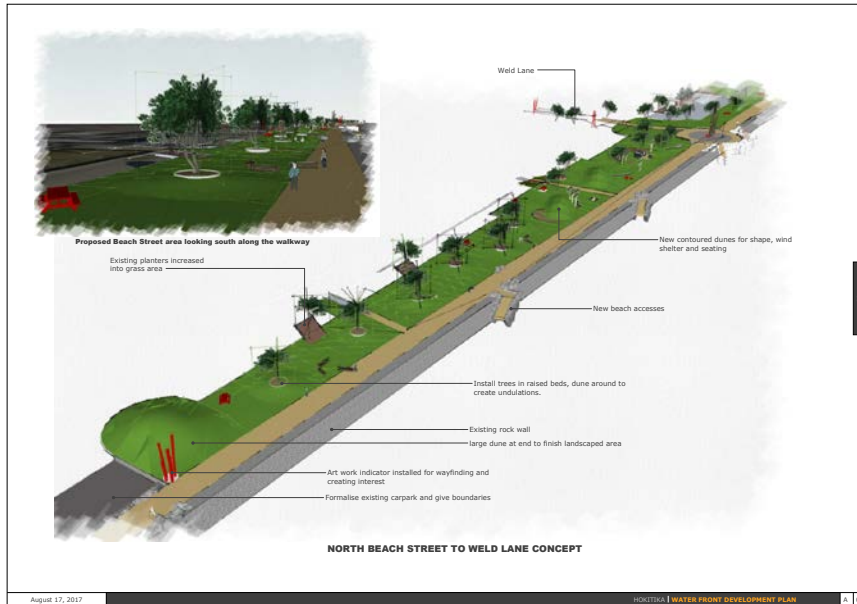 Weld Lane
Proposed Beach Street area looking south along the walkway
Existing planters increased
into grass area
New contoured dunes for shape, wind
shelter and seating
New beach accesses
Install trees in raised beds, dune around to
create undulations.
Existing rock wall
large dune at end to finish landscaped area
Art work indicator installed for wayfinding and
creating interest
Formalise existing carpark and give boundaries
NORTH BEACH STREET TO WELD LANE CONCEPT
August 17, 2017
HOKITIKA | WATER FRONT DEVELOPMENT PLAN
A